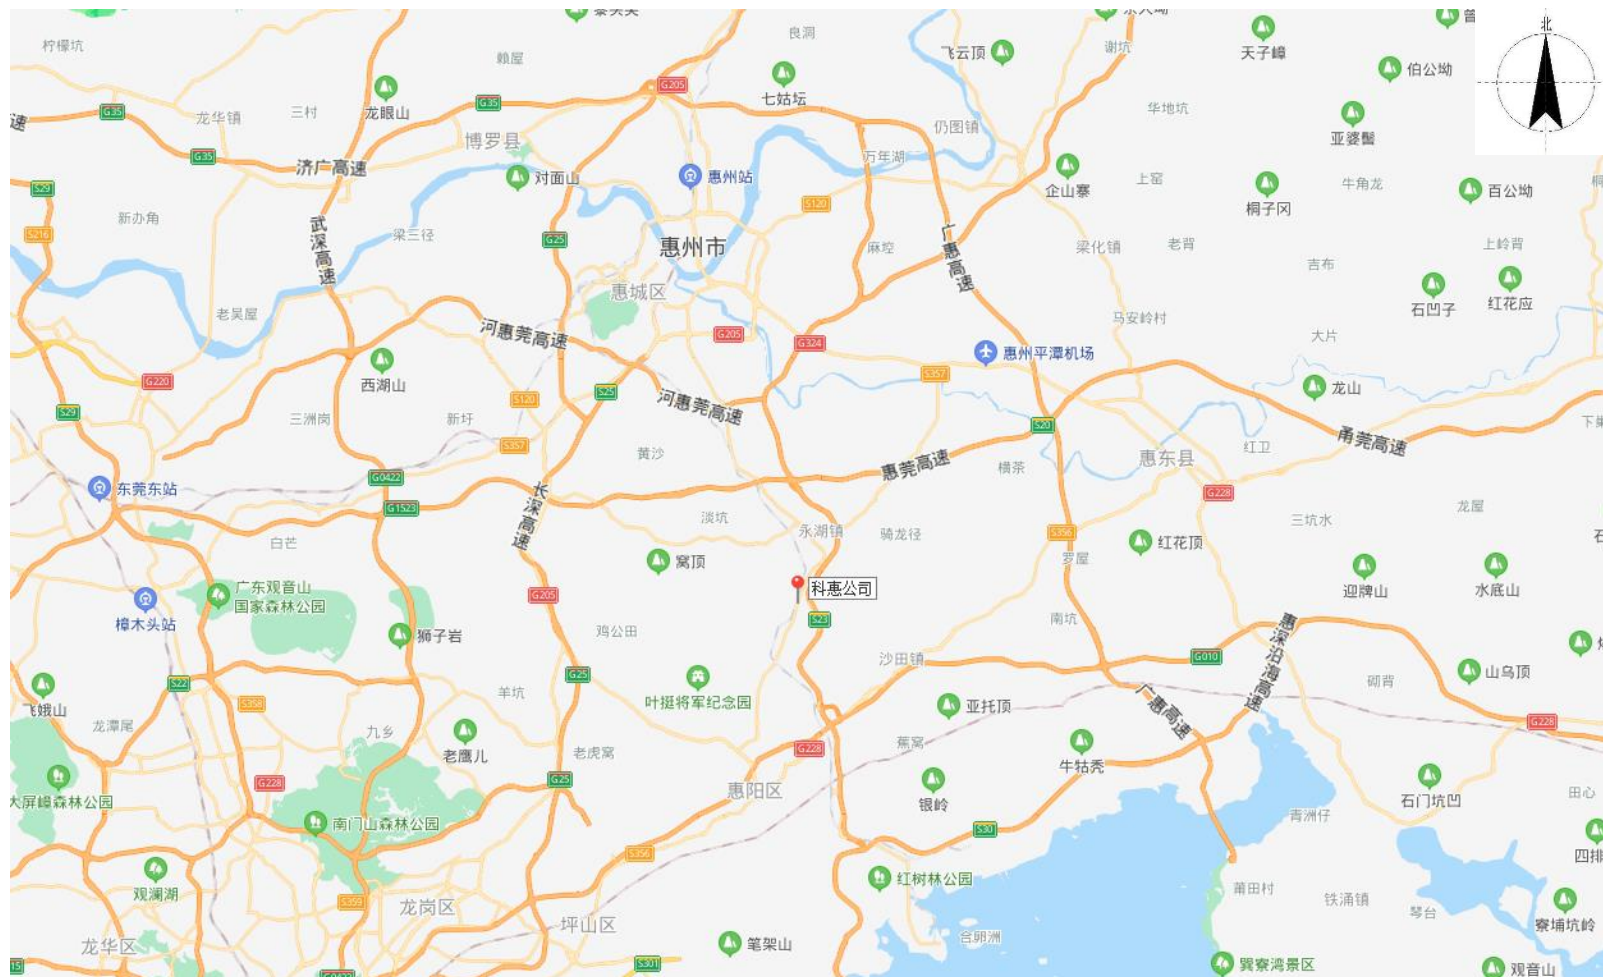 北
天子嶂
伯公坳
飞云顶
谢坑
良洞
柠檬坑
赖屋
G205
七姑坛
龙眼山
G35
G35
三村
龙华镇
速
华地坑
亚婆髻
仍图镇
博罗县
G35
济广高速
万年湖
对面山
惠州站
企山寨
上窑
牛角龙
桐子冈
百公坳
S29
S120
新办角
S216
武深高速
梁三径
G25
惠州市
麻埪
广惠高速
梁化镇
老背
上岭背
吉布
石凹子
红花应
惠城区
老吴屋
河惠莞高速
G205
G324
马安岭村
大片
惠州平潭机场
西湖山
G220
S357
龙山
S29
S120
S25
河惠莞高速
三洲岗
新圩
S20
S357
黄沙
惠莞高速
横茶
惠东县
红卫
甬莞高速
G0422
东莞东站
G1523
长深高速
G228
龙屋
淡坑
永湖镇
骑龙径
三坑水
S356
白芒
窝顶
罗屋
红花顶
迎牌山
水底山
广东观音山
国家森林公园
樟木头站
G205
科惠公司
S23
狮子岩
鸡公田
南坑
惠深沿海高速
沙田镇
G010
山乌顶
砌背
S22
G25
羊坑
叶挺将军纪念园
飞娥山
S358
龙潭尾
九乡
老鹰儿
老虎窝
亚托顶
广惠高速
G228
G228
蕉窝
牛牯秃
大屏嶂森林公园
G228
G25
惠阳区
银岭
石门坑凹
田心
南门山森林公园
S30
青洲仔
S356
四排
观澜湖
红树林公园
莆田村
S359
龙岗区
铁涌镇
琴台
寮埔坑岭
坪山区
龙华区
笔架山
合卵洲
S301
巽寮湾景区
观音山